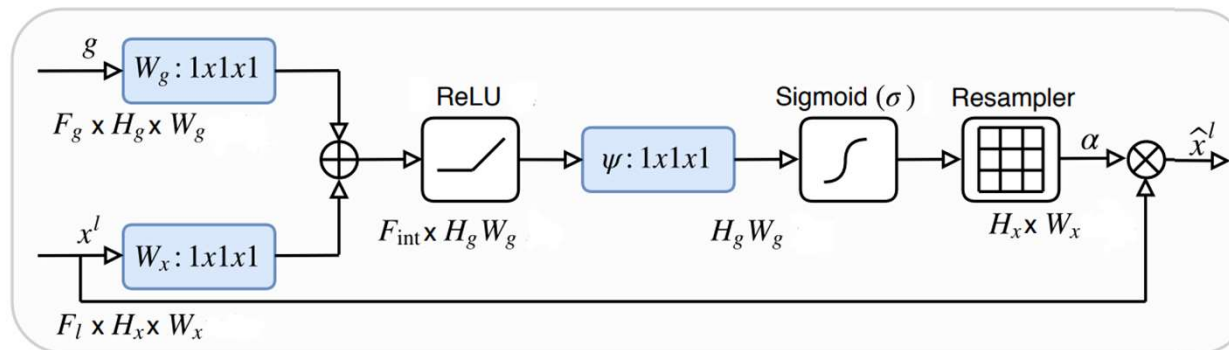 g
W_g : 1x1x1
F_g x H_g x W_g
x^l
W_x : 1x1x1
F_l x H_x x W_x
ReLU
F_int x H_g W_g
ψ : 1x1x1
H_g W_g
Sigmoid (σ)
Resampler
H_x x W_x
α
x̂^l